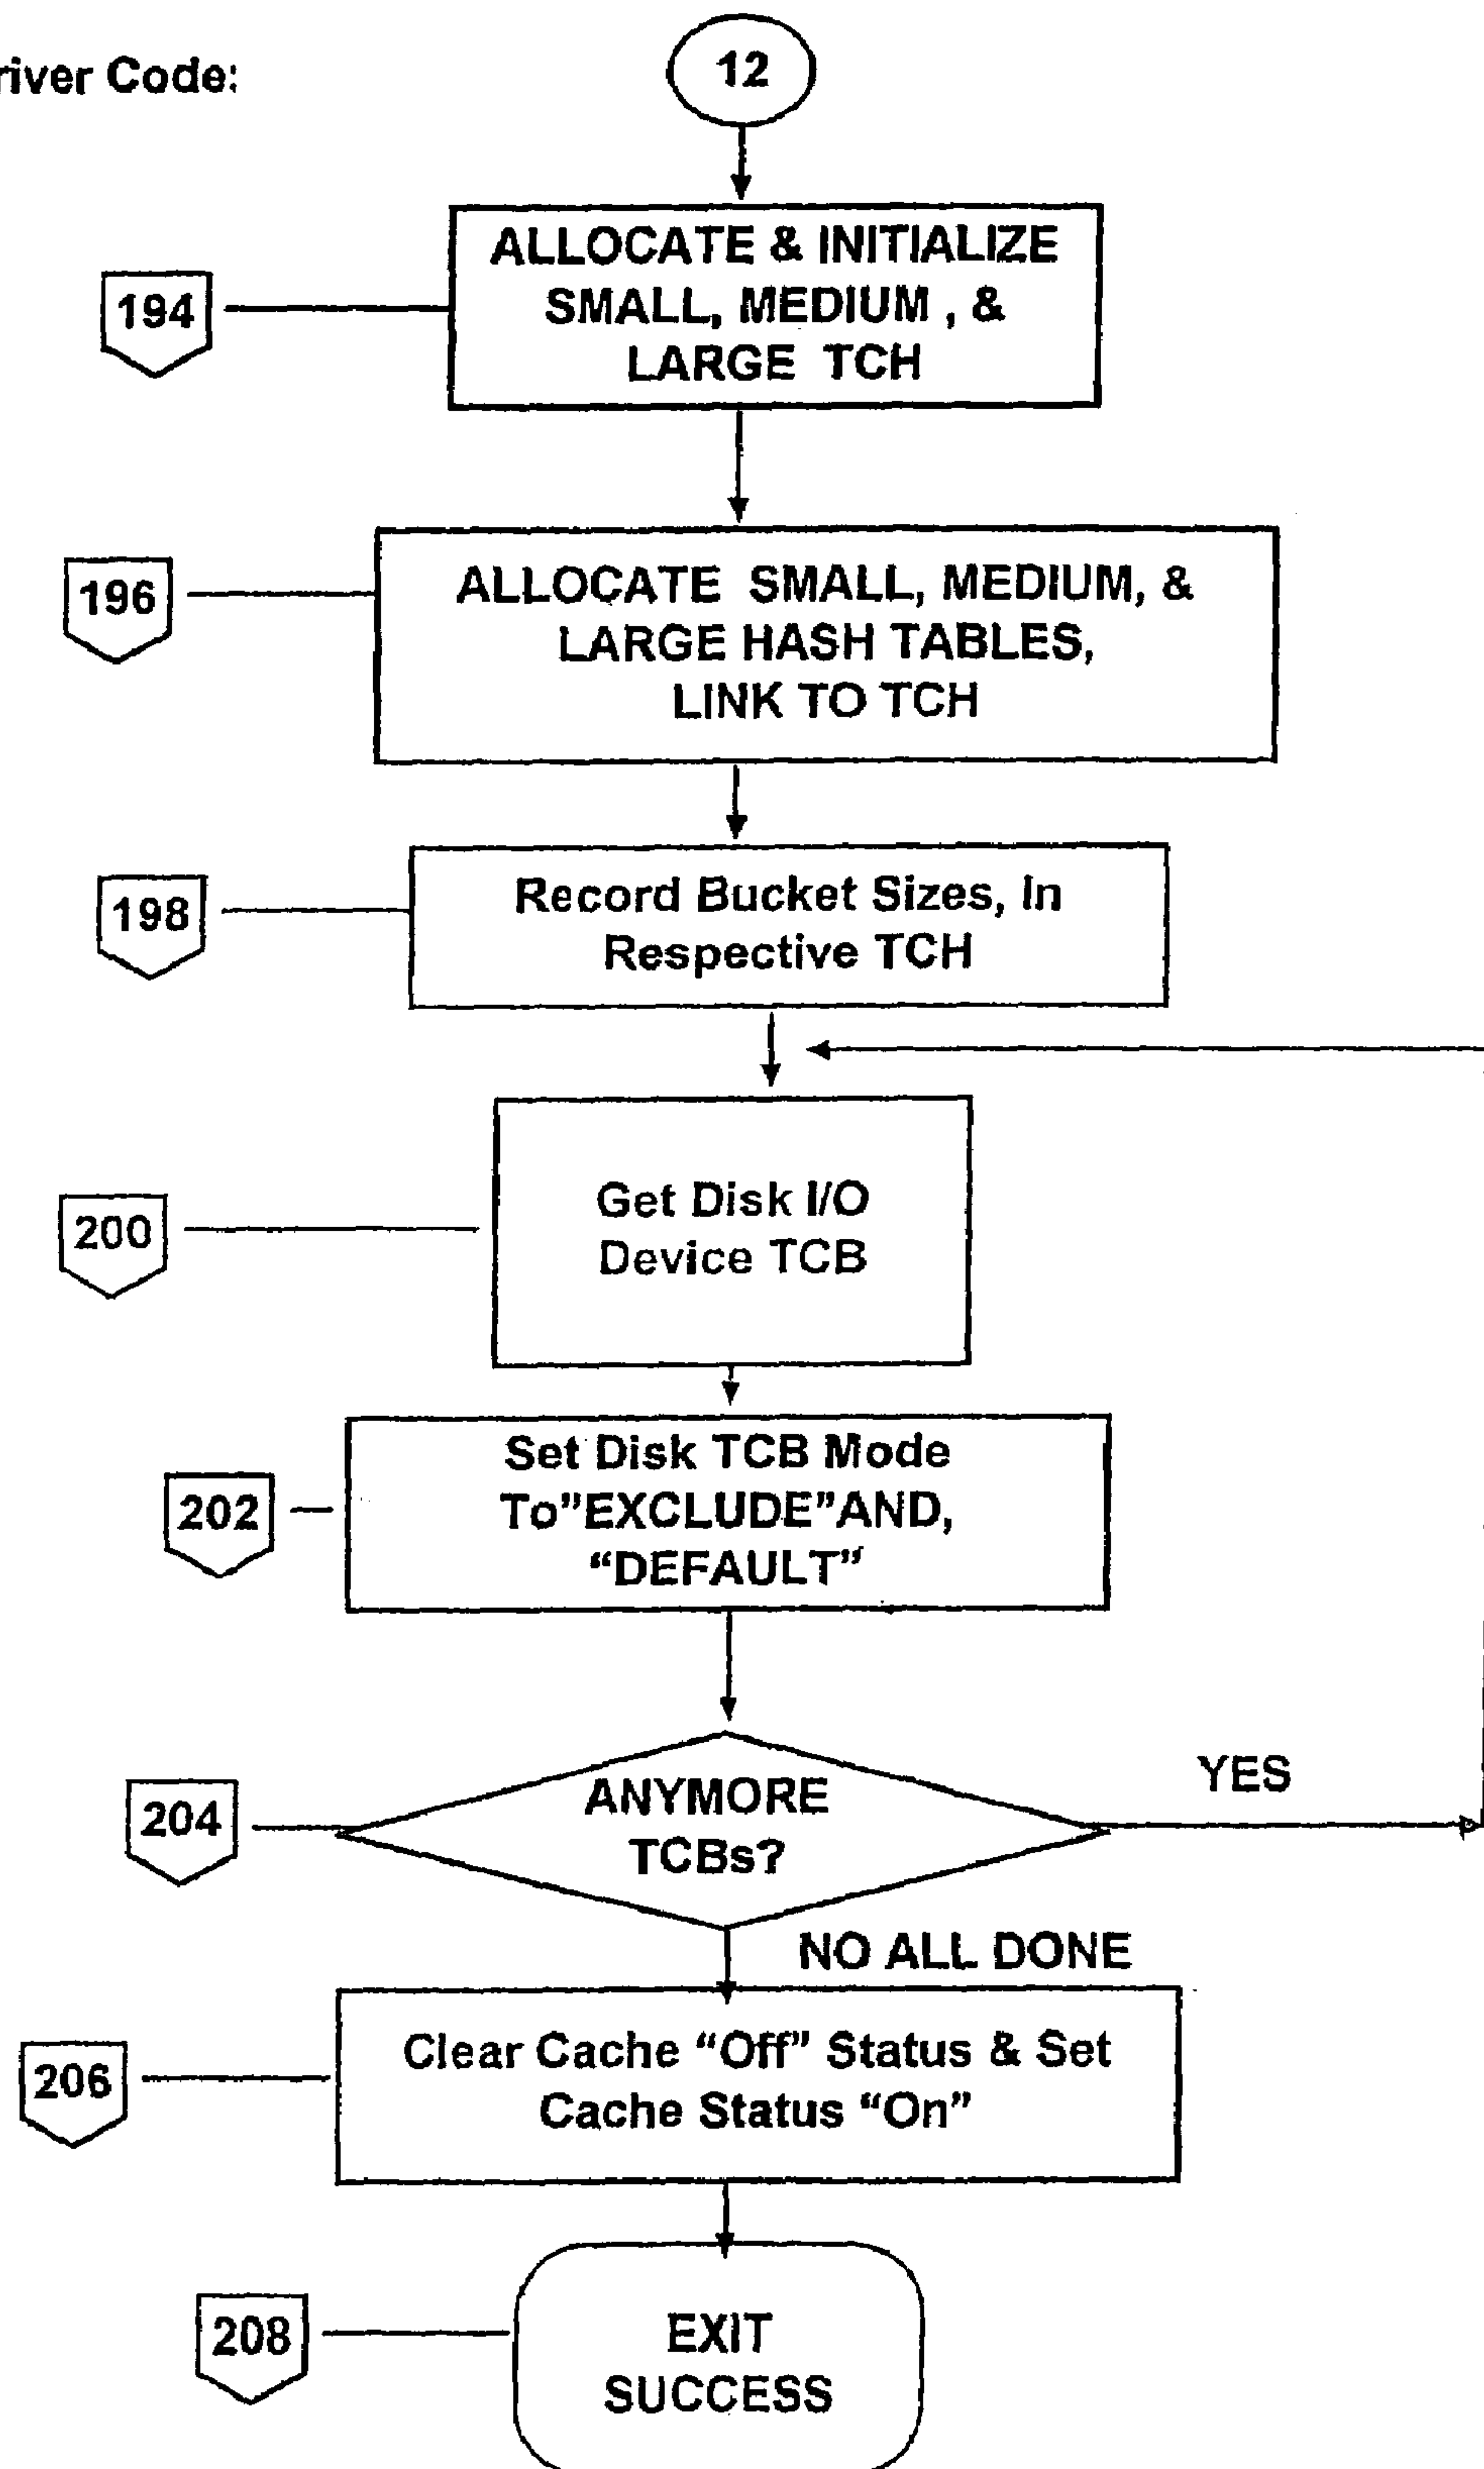 river Code:
12
194
ALLOCATE & INITIALIZE
SMALL, MEDIUM , &
LARGE TCH
196
ALLOCATE SMALL, MEDIUM, &
LARGE HASH TABLES,
LINK TO TCH
198
Record Bucket Sizes, In
Respective TCH
200
Get Disk I/O
Device TCB
202
Set Disk TCB Mode
To”EXCLUDE”AND,
“DEFAULT”
204
ANYMORE
TCBs?
YES
NO ALL DONE
206
Clear Cache “Off” Status & Set
Cache Status “On”
208
EXIT
SUCCESS